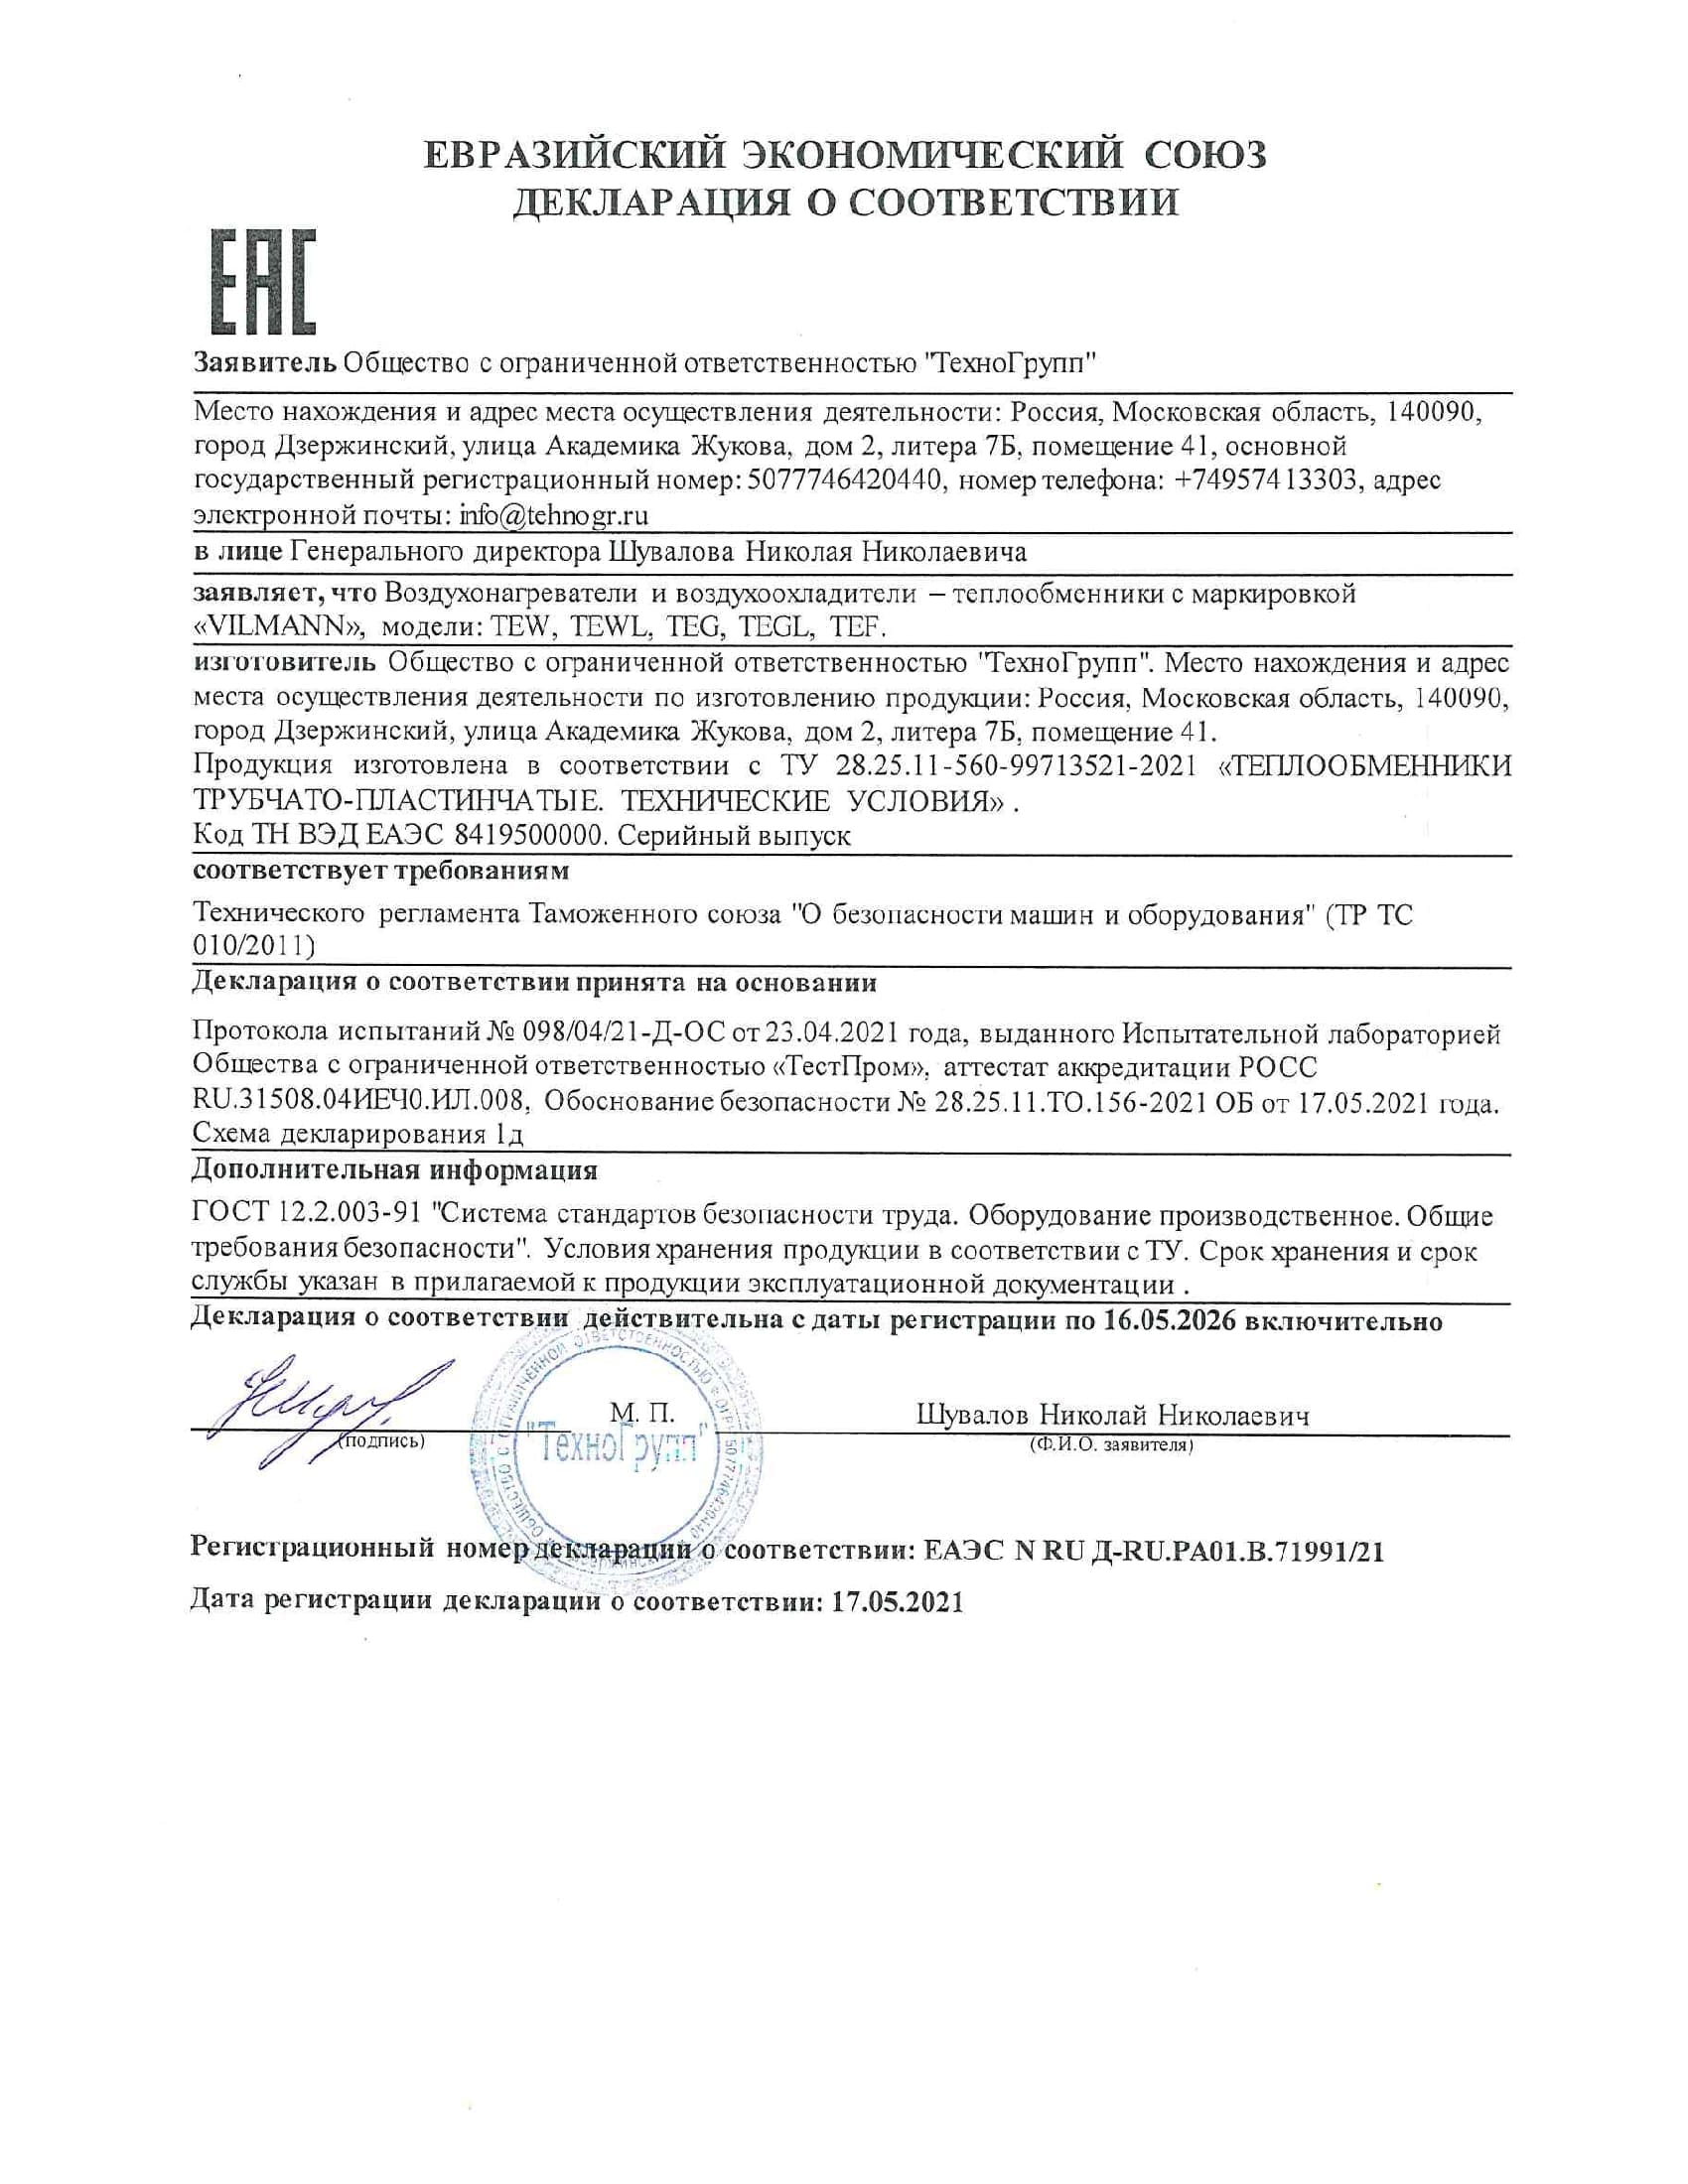 ЕВРАЗИЙСКИЙ ЭКОНОМИЧЕСКИЙ СОЮЗ
ДЕКЛАРАЦИЯ О СООТВЕТСТВИИ
ЕАС
Заявитель Общество с ограниченной ответственностью "ТехноГрупп"
Место нахождения и адрес места осуществления деятельности: Россия, Московская область, 140090,
город Дзержинский, улица Академика Жукова, дом 2, литера 7Б, помещение 41, основной
государственный регистрационный номер: 5077746420440, номер телефона: +74957413303, адрес
электронной почты: info@tehnogr.ru
в лице Генерального директора Шувалова Николая Николаевича
заявляет, что Воздухонагреватели и воздухоохладители – теплообменники с маркировкой
«VILMANN», модели: TEW, TEWL, TEG, TEGL, TEF.
изготовитель Общество с ограниченной ответственностью "ТехноГрупп". Место нахождения и адрес
места осуществления деятельности по изготовлению продукции: Россия, Московская область, 140090,
город Дзержинский, улица Академика Жукова, дом 2, литера 7Б, помещение 41.
Продукция изготовлена в соответствии с ТУ 28.25.11-560-99713521-2021 «ТЕПЛООБМЕННИКИ
ТРУБЧАТО-ПЛАСТИНЧАТЫЕ. ТЕХНИЧЕСКИЕ УСЛОВИЯ» .
Код ТН ВЭД ЕАЭС 8419500000. Серийный выпуск
соответствует требованиям
Технического регламента Таможенного союза "О безопасности машин и оборудования" (ТР ТС
010/2011)
Декларация о соответствии принята на основании
Протокола испытаний № 098/04/21-Д-ОС от 23.04.2021 года, выданного Испытательной лабораторией
Общества с ограниченной ответственностью «ТестПром», аттестат аккредитации РОСС
RU.31508.04ИЕЧ0.ИЛ.008, Обоснование безопасности № 28.25.11.ТО.156-2021 ОБ от 17.05.2021 года.
Схема декларирования 1д
Дополнительная информация
ГОСТ 12.2.003-91 "Система стандартов безопасности труда. Оборудование производственное. Общие
требования безопасности". Условия хранения продукции в соответствии с ТУ. Срок хранения и срок
службы указан в прилагаемой к продукции эксплуатационной документации .
Декларация о соответствии действительна с даты регистрации по 16.05.2026 включительно
М. П.
Шувалов Николай Николаевич
(подпись)
"ТехноГрупп"
(Ф.И.О. заявителя)
ОБЩЕСТВО С ОГРАНИЧЕННОЙ ОТВЕТСТВЕННОСТЬЮ
Регистрационный номер декларации о соответствии: ЕАЭС N RU Д-RU.РА01.В.71991/21
Дата регистрации декларации о соответствии: 17.05.2021